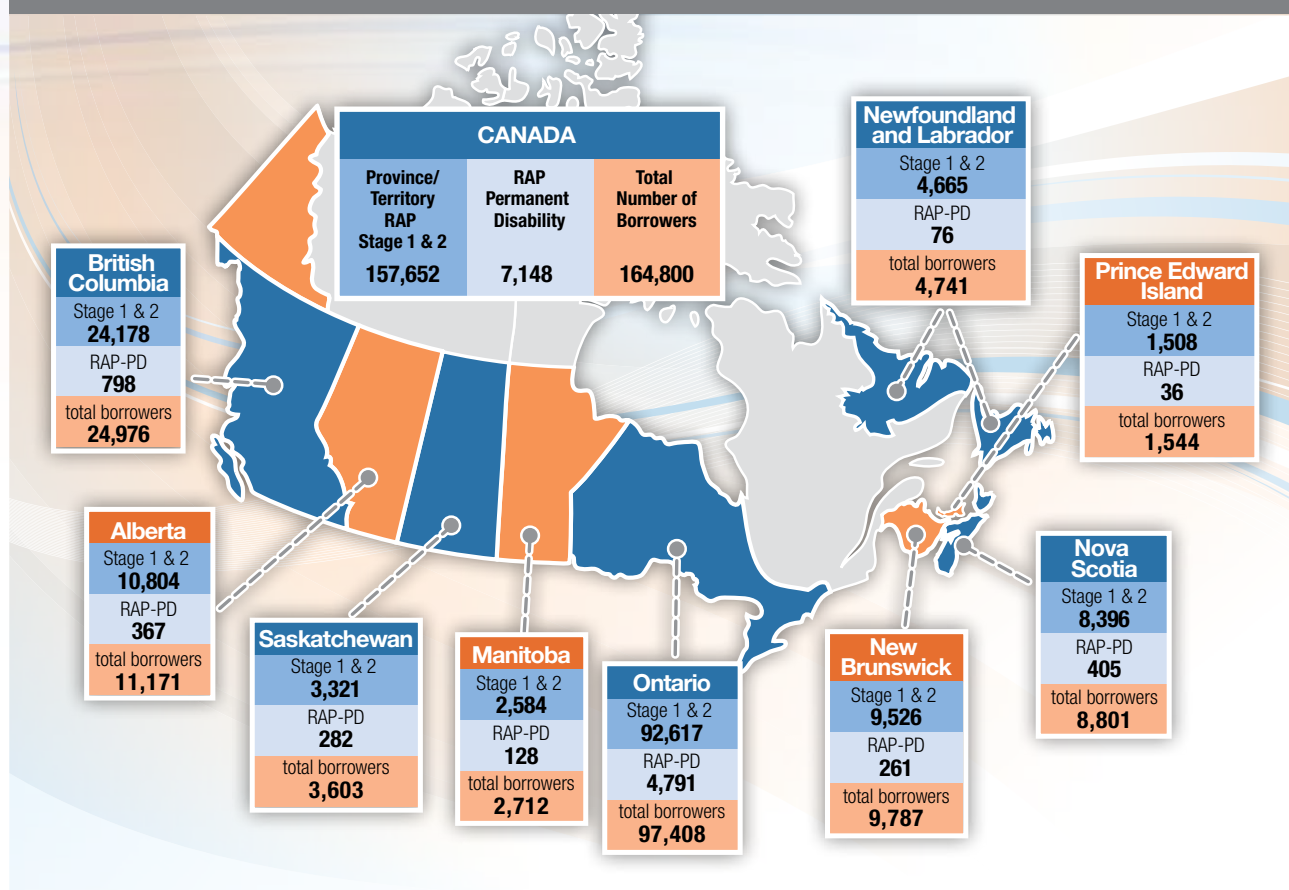 CANADA
Province/
Territory
RAP
Stage 1 & 2
157,652
RAP
Permanent
Disability
7,148
Total
Number of
Borrowers
164,800
Newfoundland
and Labrador
Stage 1 & 2
4,665
RAP-PD
76
total borrowers
4,741
British
Columbia
Stage 1 & 2
24,178
RAP-PD
798
total borrowers
24,976
Prince Edward
Island
Stage 1 & 2
1,508
RAP-PD
36
total borrowers
1,544
Alberta
Stage 1 & 2
10,804
RAP-PD
367
total borrowers
11,171
Saskatchewan
Stage 1 & 2
3,321
RAP-PD
282
total borrowers
3,603
Manitoba
Stage 1 & 2
2,584
RAP-PD
128
total borrowers
2,712
Ontario
Stage 1 & 2
92,617
RAP-PD
4,791
total borrowers
97,408
New
Brunswick
Stage 1 & 2
9,526
RAP-PD
261
total borrowers
9,787
Nova
Scotia
Stage 1 & 2
8,396
RAP-PD
405
total borrowers
8,801